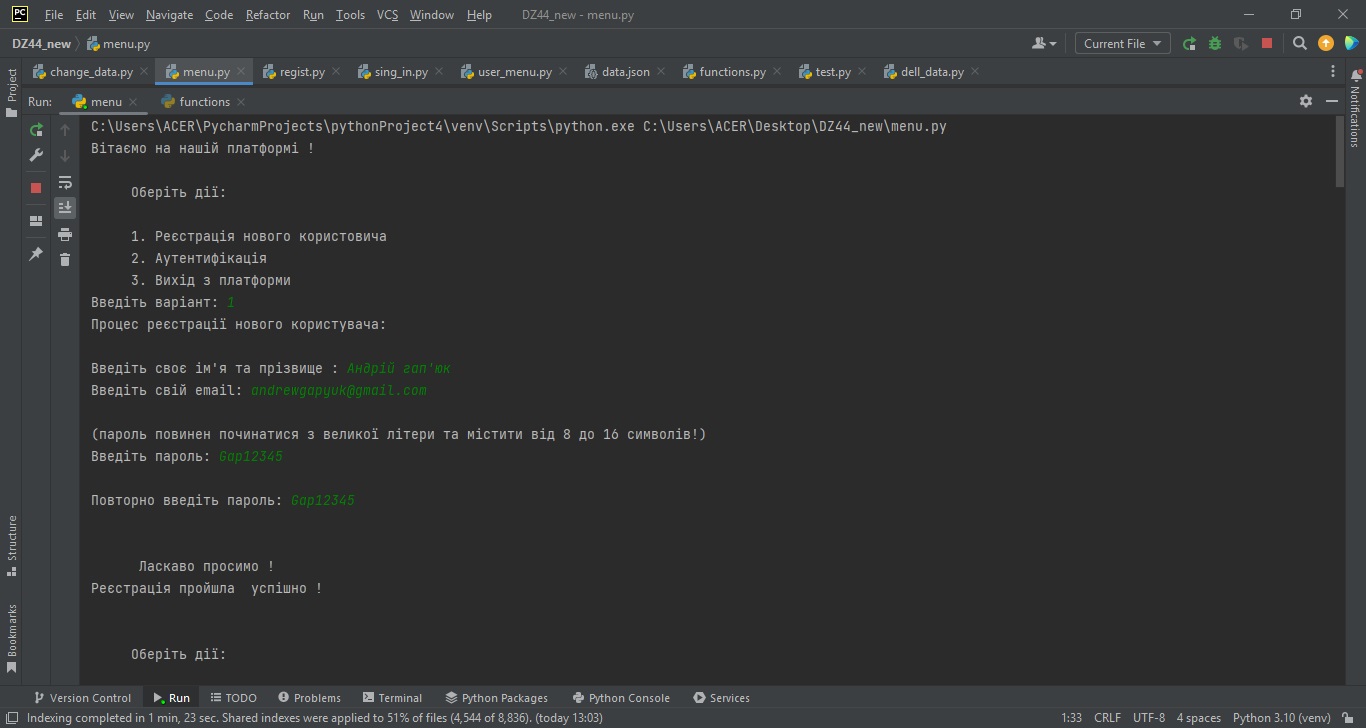 PC File Edit View Navigate Code Refactor Run Tools VCS Window Help DZ44_new - menu.py
DZ44_new menu.py Current File
Project change_data.py menu.py regist.py sing_in.py user_menu.py data.json functions.py test.py dell_data.py
Notifications
Run: menu functions
C:\Users\ACER\PycharmProjects\pythonProject4\venv\Scripts\python.exe C:\Users\ACER\Desktop\DZ44_new\menu.py
Вітаємо на нашій платформі !
Оберіть дії:
1. Реєстрація нового користовича
2. Аутентифікація
3. Вихід з платформи
Введіть варіант: 1
Процес реєстрації нового користувача:
Введіть своє ім'я та прізвище : Андрій гап'юк
Введіть свій email: andrewgapyuk@gmail.com
(пароль повинен починатися з великої літери та містити від 8 до 16 символів!)
Введіть пароль: Gap12345
Повторно введіть пароль: Gap12345
Ласкаво просимо !
Реєстрація пройшла  успішно !
Оберіть дії:
Structure
Bookmarks
Version Control Run TODO Problems Terminal Python Packages Python Console Services
Indexing completed in 1 min, 23 sec. Shared indexes were applied to 51% of files (4,544 of 8,836). (today 13:03) 1:33 CRLF UTF-8 4 spaces Python 3.10 (venv)